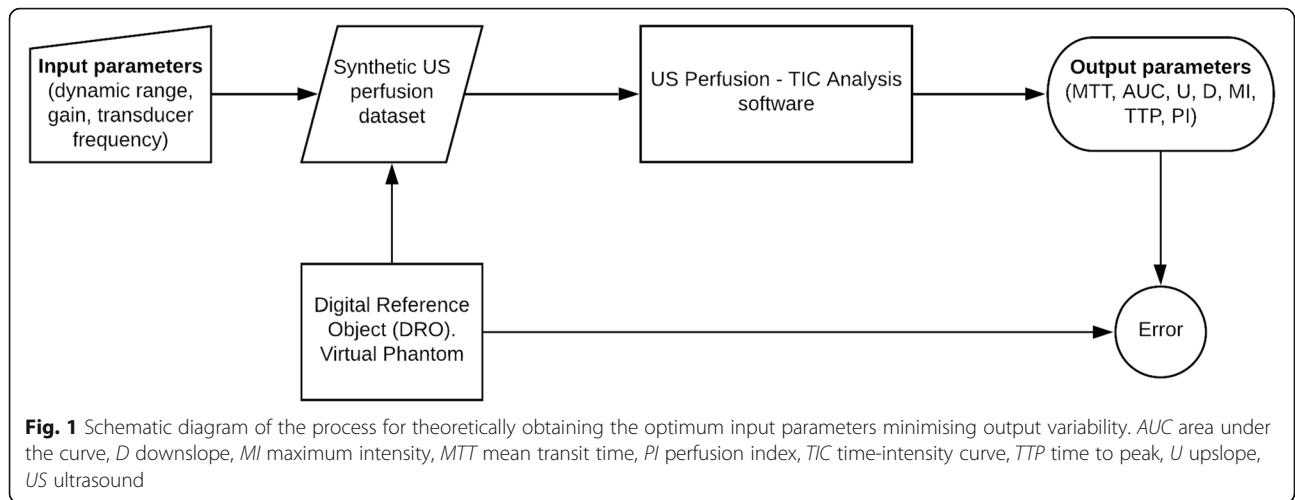 Input parameters
(dynamic range,
gain, transducer
frequency)
Synthetic US
perfusion
dataset
US Perfusion - TIC Analysis
software
Output parameters
(MTT, AUC, U, D, MI,
TTP, PI)
Digital Reference
Object (DRO).
Virtual Phantom
Error
Fig. 1 Schematic diagram of the process for theoretically obtaining the optimum input parameters minimising output variability. AUC area under
the curve, D downslope, MI maximum intensity, MTT mean transit time, PI perfusion index, TIC time-intensity curve, TTP time to peak, U upslope,
US ultrasound